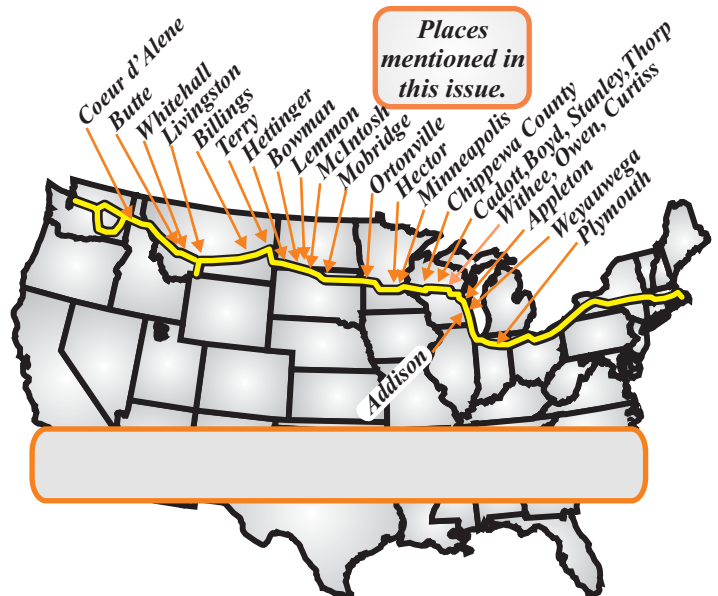 Places
mentioned in
this issue.
Coeur d'Alene
Butte
Whitehall
Livingston
Billings
Terry
Hettinger
Bowman
Lemmon
McIntosh
Mobridge
Ortonville
Hector
Minneapolis
Chippewa County
Cadott, Boyd, Stanley, Thorp
Withee, Owen, Curtiss
Appleton
Weyauwega
Plymouth
Addison